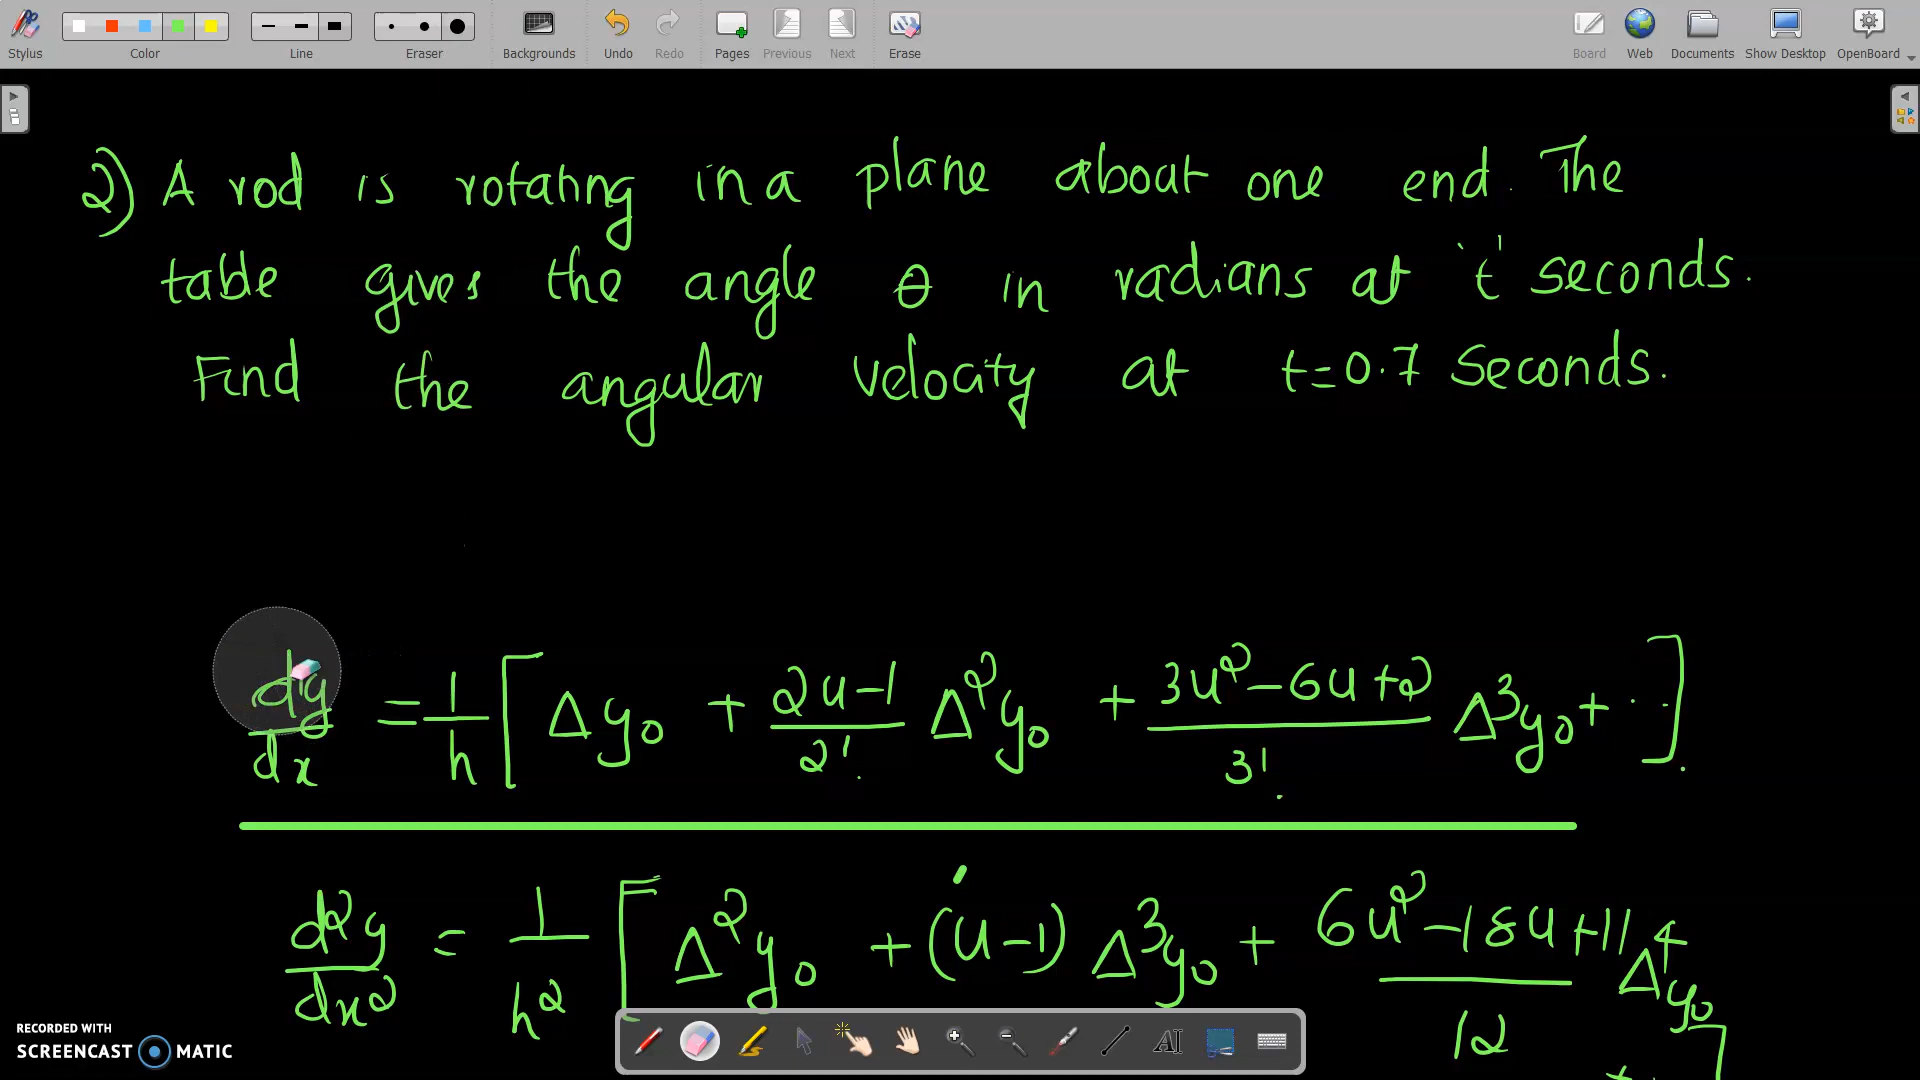 Stylus Color Line Eraser Backgrounds Undo Redo Pages Previous Next Erase Board Web Documents Show Desktop OpenBoard
2) A rod is rotating in a plane about one end. The
table gives the angle θ in radians at 't' seconds.
Find the angular velocity at t=0.7 seconds.
dy/dx = 1/h [ Δy₀ + (2u-1)/2! Δ²y₀ + (3u²-6u+2)/3! Δ³y₀ + ... ]
d²y/dx² = 1/h² [ Δ²y₀ + (u-1) Δ³y₀ + (6u²-18u+11)/12 Δ⁴y₀
RECORDED WITH
SCREENCAST MATIC